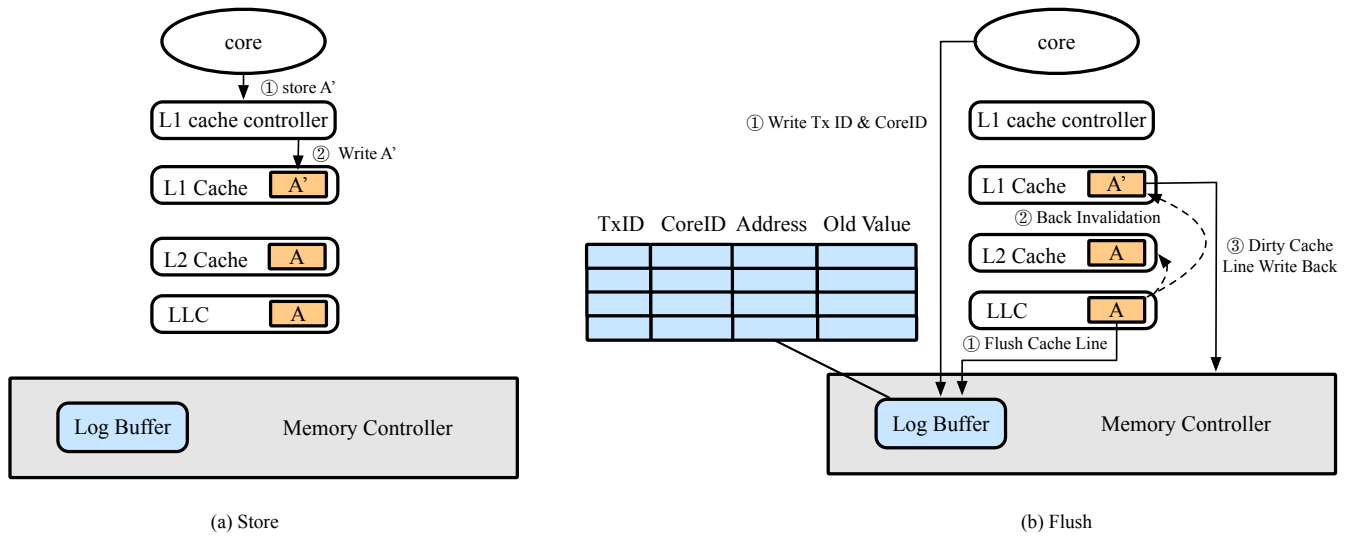 core
① store A’
L1 cache controller
② Write A’
L1 Cache
A’
L2 Cache
A
LLC
A
Log Buffer
Memory Controller
(a) Store
core
① Write Tx ID & CoreID
L1 cache controller
L1 Cache
A’
② Back Invalidation
TxID CoreID Address Old Value
L2 Cache
A
③ Dirty Cache
Line Write Back
LLC
A
① Flush Cache Line
Log Buffer
Memory Controller
(b) Flush